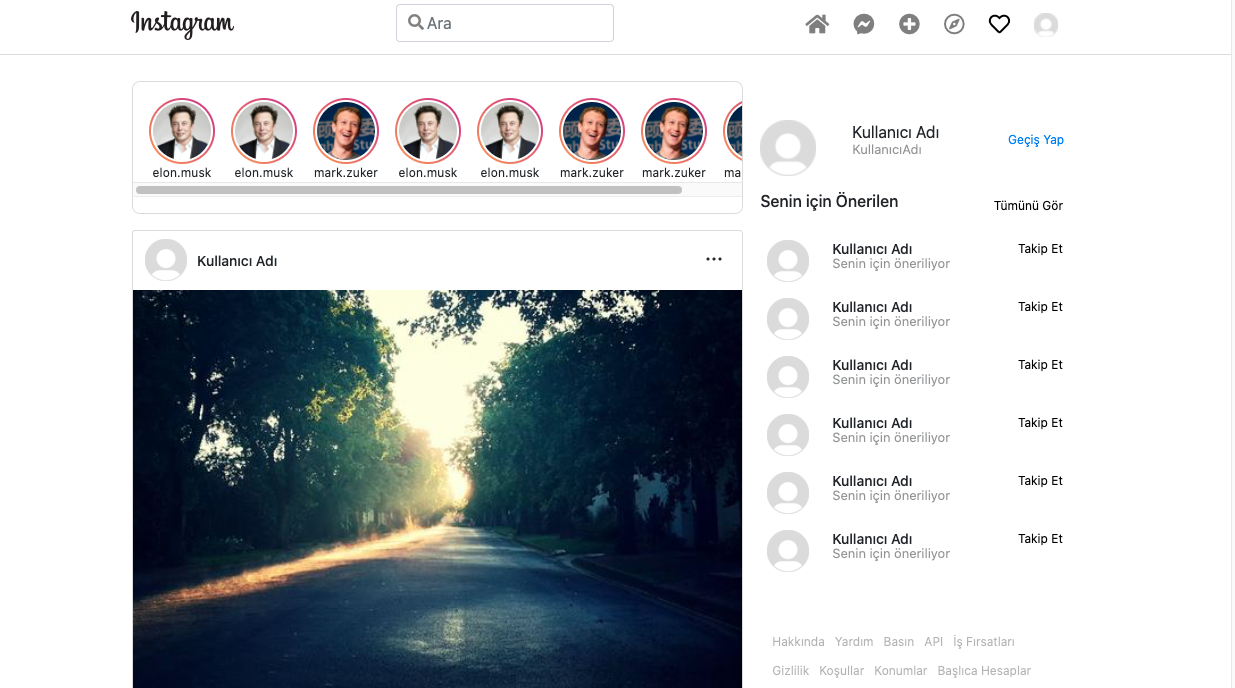 Instagram
Ara
elon.musk elon.musk mark.zuker elon.musk elon.musk mark.zuker mark.zuker ma
Kullanıcı Adı
Kullanıcı Adı
KullanıcıAdı
Geçiş Yap
Senin için Önerilen
Tümünü Gör
Kullanıcı Adı Takip Et
Senin için öneriliyor
Kullanıcı Adı Takip Et
Senin için öneriliyor
Kullanıcı Adı Takip Et
Senin için öneriliyor
Kullanıcı Adı Takip Et
Senin için öneriliyor
Kullanıcı Adı Takip Et
Senin için öneriliyor
Kullanıcı Adı Takip Et
Senin için öneriliyor
Hakkında Yardım Basın API İş Fırsatları
Gizlilik Koşullar Konumlar Başlıca Hesaplar